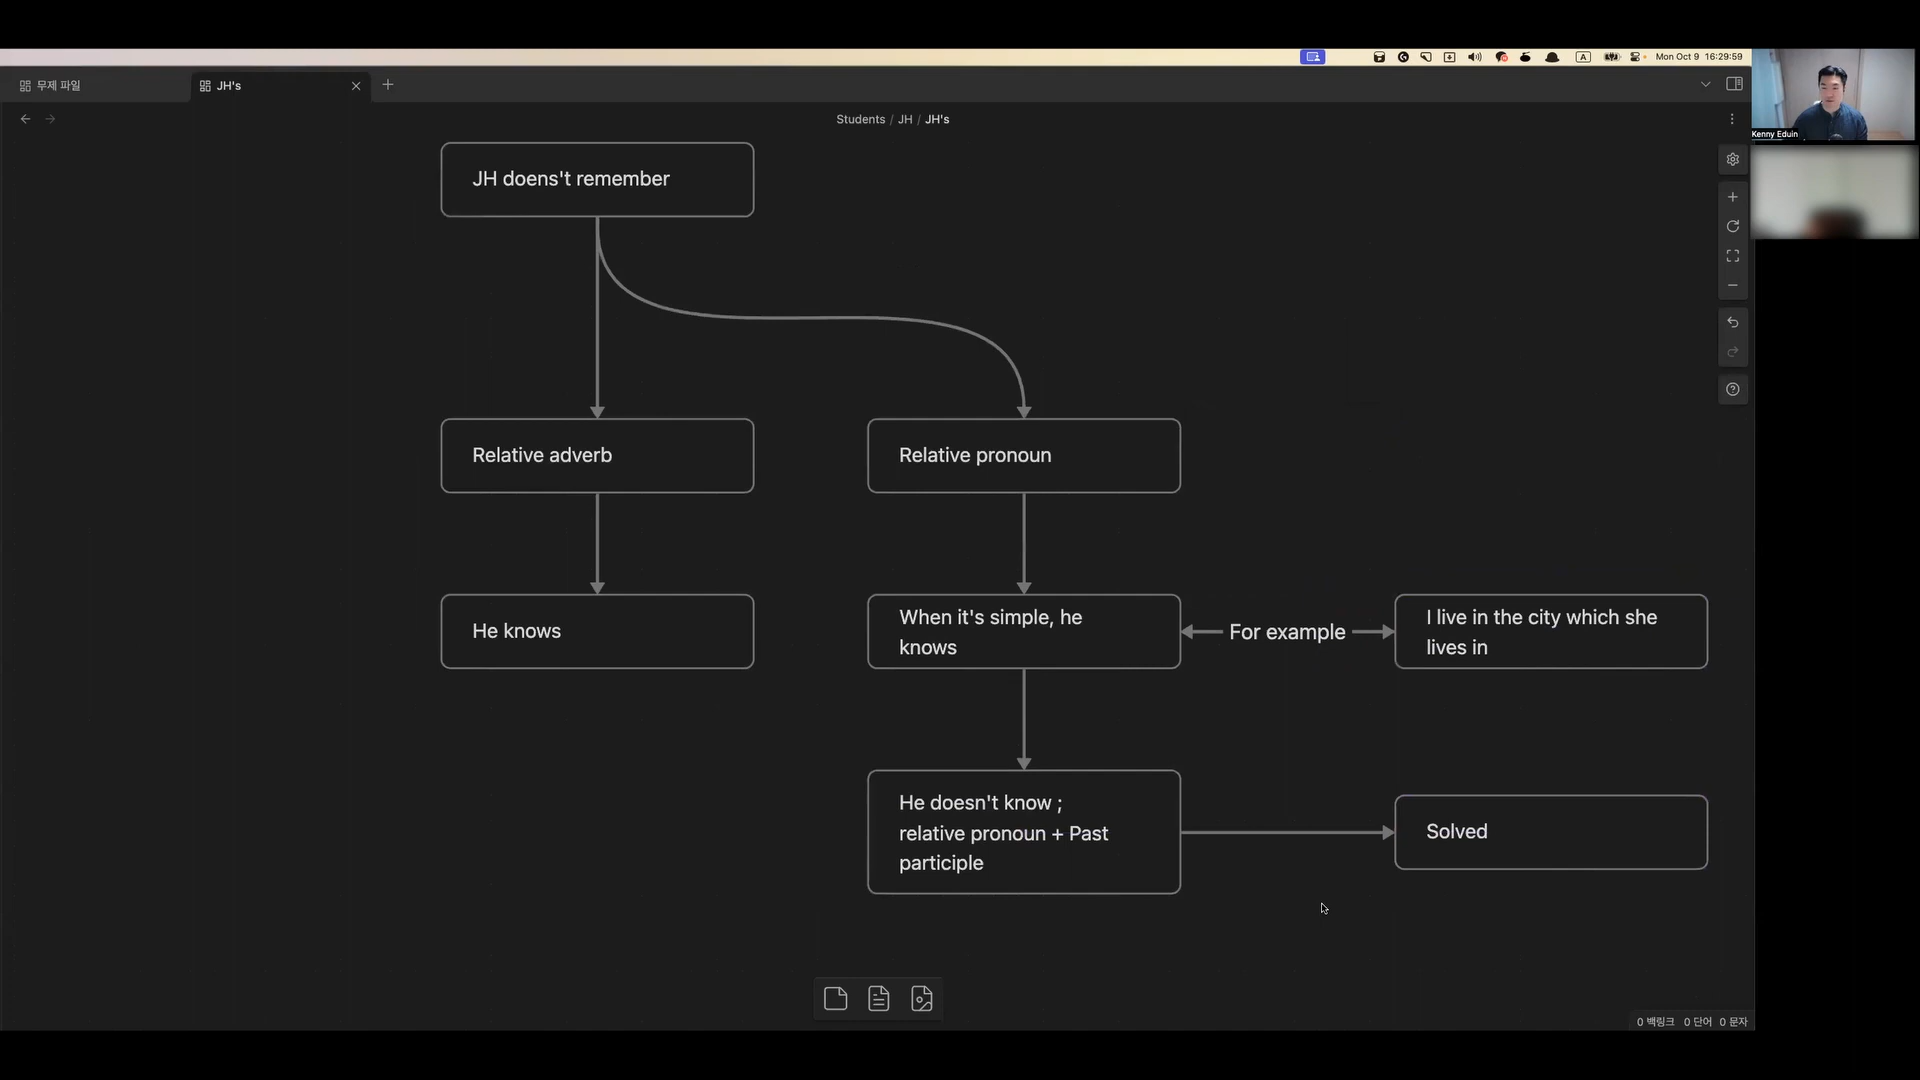 Mon Oct 9 16:29:59
무제 파일
JH's
Students / JH / JH's
Kenny Eduin
JH doens't remember
Relative adverb
Relative pronoun
He knows
When it's simple, he
knows
For example
I live in the city which she
lives in
He doesn't know ;
relative pronoun + Past
participle
Solved
0 백링크 0 단어 0 문자